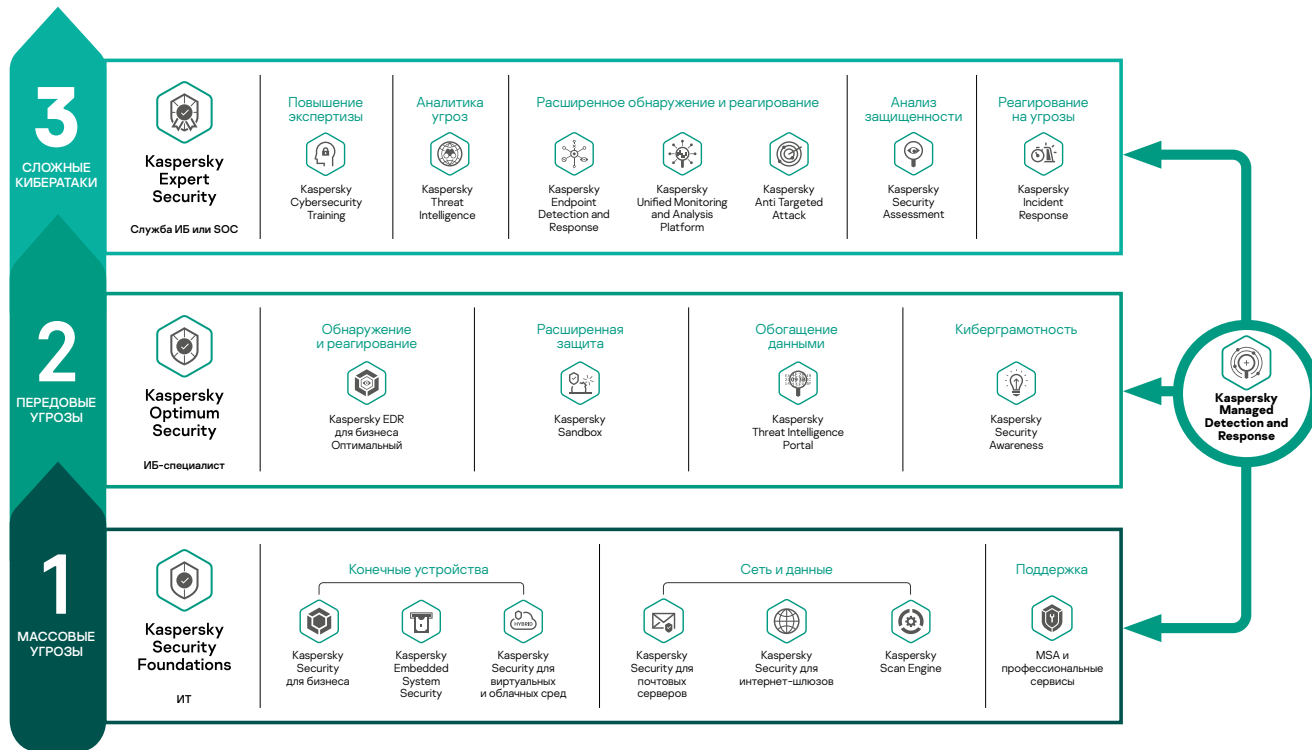 3
СЛОЖНЫЕ
КИБЕРАТАКИ
Kaspersky
Expert
Security
Служба ИБ или SOC
Повышение
экспертизы
Kaspersky
Cybersecurity
Training
Аналитика
угроз
Kaspersky
Threat
Intelligence
Расширенное обнаружение и реагирование
Kaspersky
Endpoint
Detection and
Response
Kaspersky
Unified Monitoring
and Analysis
Platform
Kaspersky
Anti Targeted
Attack
Анализ
защищенности
Kaspersky
Security
Assessment
Реагирование
на угрозы
Kaspersky
Incident
Response
2
ПЕРЕДОВЫЕ
УГРОЗЫ
Kaspersky
Optimum
Security
ИБ-специалист
Обнаружение
и реагирование
Kaspersky EDR
для бизнеса
Оптимальный
Расширенная
защита
Kaspersky
Sandbox
Обогащение
данными
Kaspersky
Threat Intelligence
Portal
Киберграмотность
Kaspersky
Security
Awareness
Kaspersky
Managed
Detection and
Response
1
МАССОВЫЕ
УГРОЗЫ
Kaspersky
Security
Foundations
ИТ
Конечные устройства
Kaspersky
Security
для бизнеса
Kaspersky
Embedded
System
Security
HYBRID
Kaspersky
Security для
виртуальных
и облачных сред
Сеть и данные
Kaspersky
Security для
почтовых
серверов
Kaspersky
Security для
интернет-шлюзов
Kaspersky
Scan Engine
Поддержка
MSA и
профессиональные
сервисы